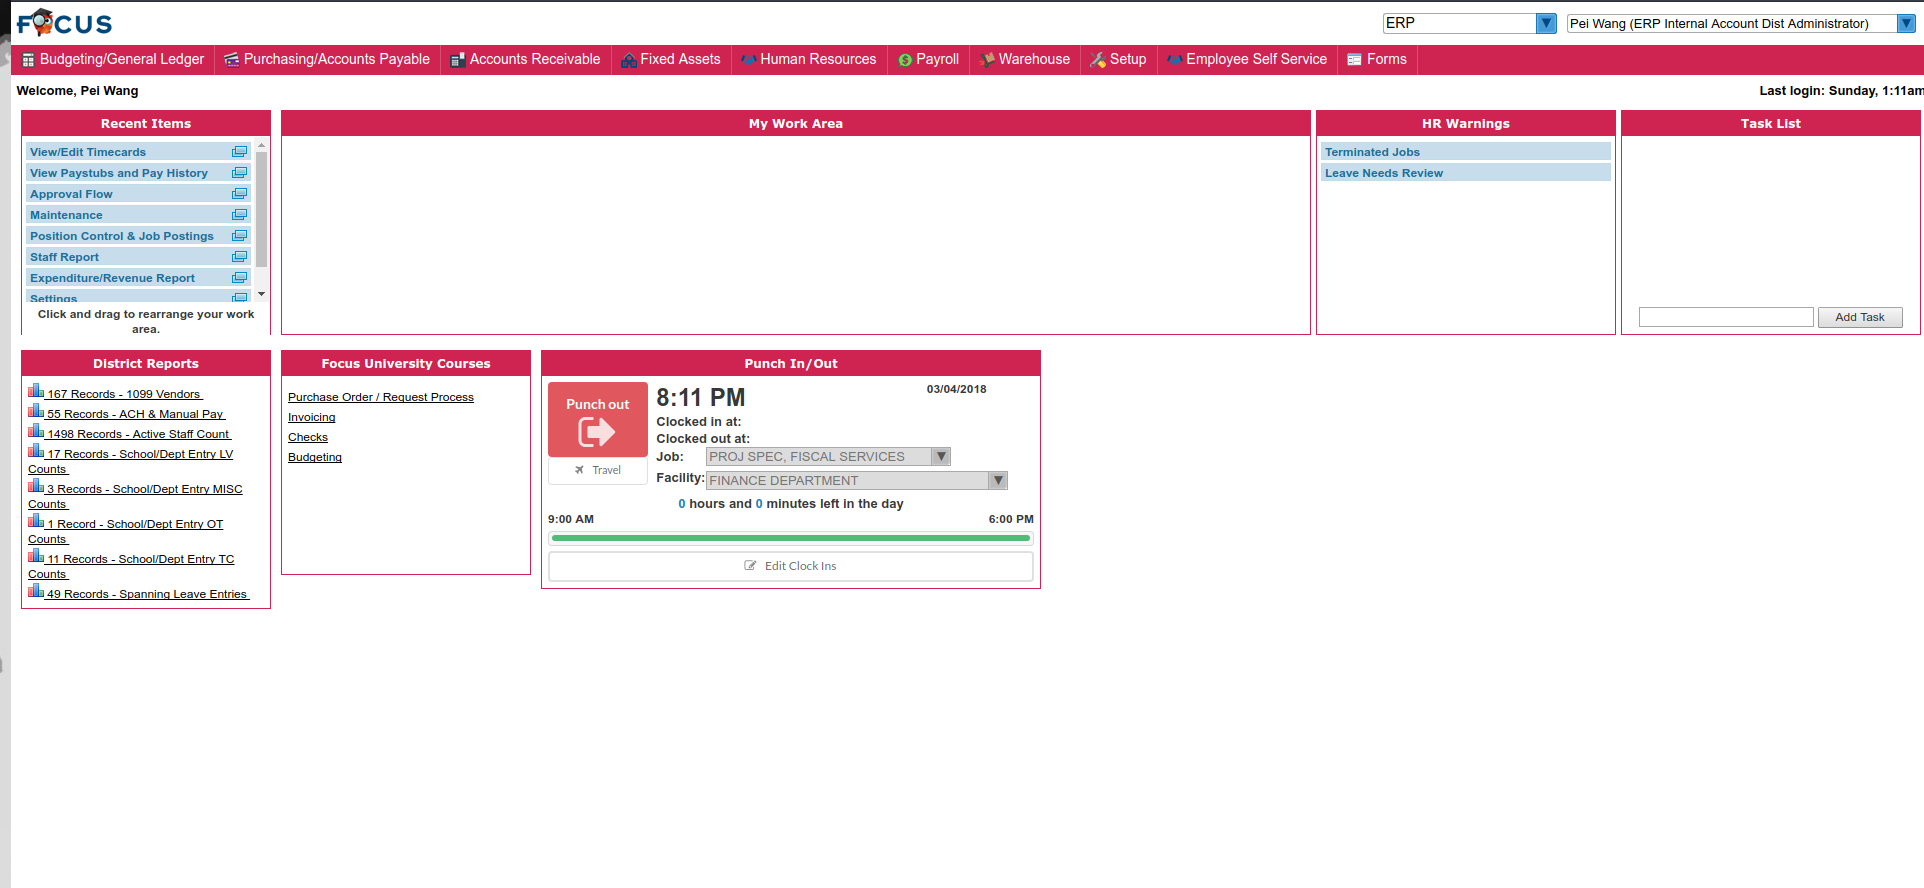 FOCUS
ERP
Pei Wang (ERP Internal Account Dist Administrator)
Budgeting/General Ledger
Purchasing/Accounts Payable
Accounts Receivable
Fixed Assets
Human Resources
Payroll
Warehouse
Setup
Employee Self Service
Forms
Welcome, Pei Wang
Last login: Sunday, 1:11am
Recent Items
View/Edit Timecards
View Paystubs and Pay History
Approval Flow
Maintenance
Position Control & Job Postings
Staff Report
Expenditure/Revenue Report
Settings
Click and drag to rearrange your work
area.
My Work Area
HR Warnings
Terminated Jobs
Leave Needs Review
Task List
Add Task
District Reports
167 Records - 1099 Vendors
55 Records - ACH & Manual Pay
1498 Records - Active Staff Count
17 Records - School/Dept Entry LV
Counts
3 Records - School/Dept Entry MISC
Counts
1 Record - School/Dept Entry OT
Counts
11 Records - School/Dept Entry TC
Counts
49 Records - Spanning Leave Entries
Focus University Courses
Purchase Order / Request Process
Invoicing
Checks
Budgeting
Punch In/Out
Punch out
Travel
8:11 PM
03/04/2018
Clocked in at:
Clocked out at:
Job: PROJ SPEC, FISCAL SERVICES
Facility: FINANCE DEPARTMENT
0 hours and 0 minutes left in the day
9:00 AM
6:00 PM
Edit Clock Ins